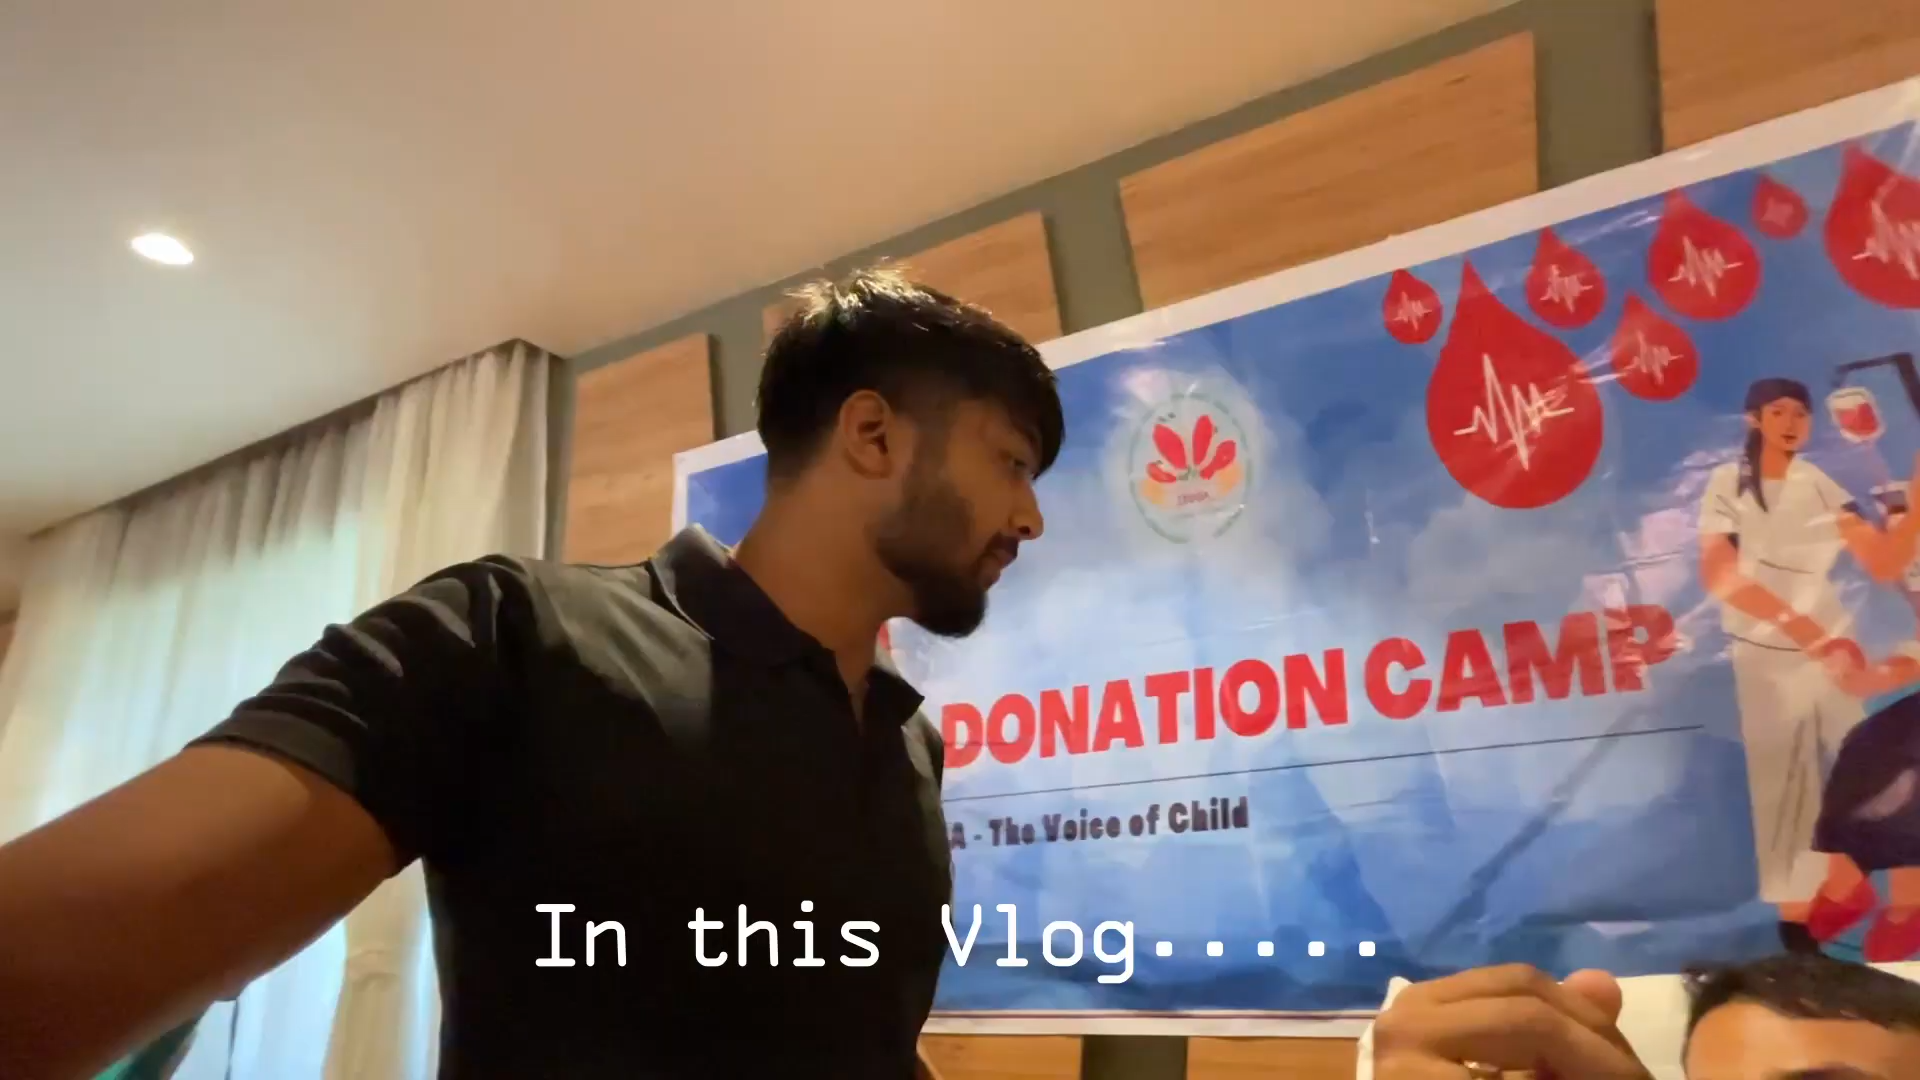 DONATION CAMP
A - The Voice of Child
In this Vlog.....